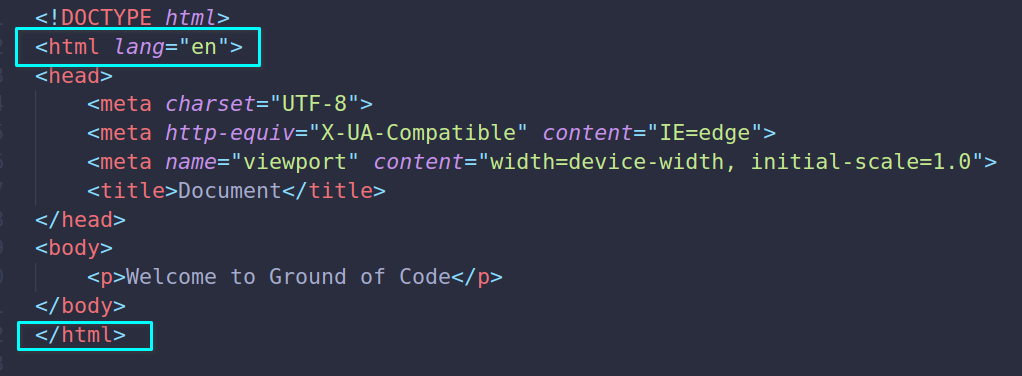 <!DOCTYPE html>
<html lang="en">
<head>
    <meta charset="UTF-8">
    <meta http-equiv="X-UA-Compatible" content="IE=edge">
    <meta name="viewport" content="width=device-width, initial-scale=1.0">
    <title>Document</title>
</head>
<body>
    <p>Welcome to Ground of Code</p>
</body>
</html>